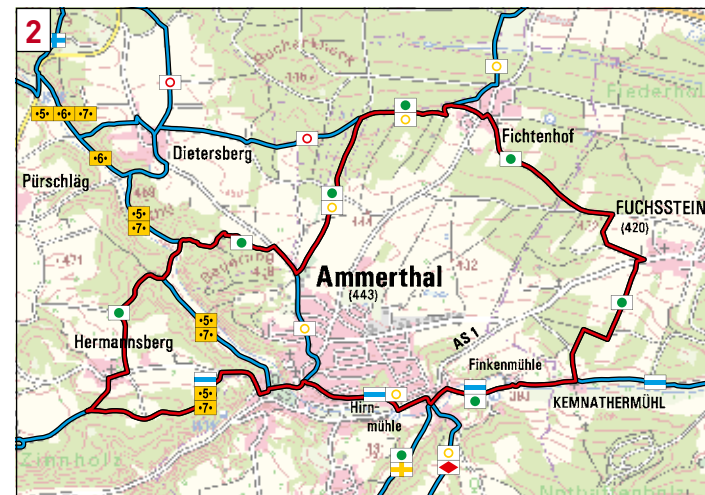 2
•5• •6• •7•
•6•
Pürschläg
Dietersberg
Fichtenhof
FUCHSSTEIN
(420)
•5•
•7•
Ammerthal
(443)
•5•
•7•
AS 1
Hermannsberg
Finkenmühle
•5•
•7•
Hirn-
mühle
KEMNATHERMÜHL